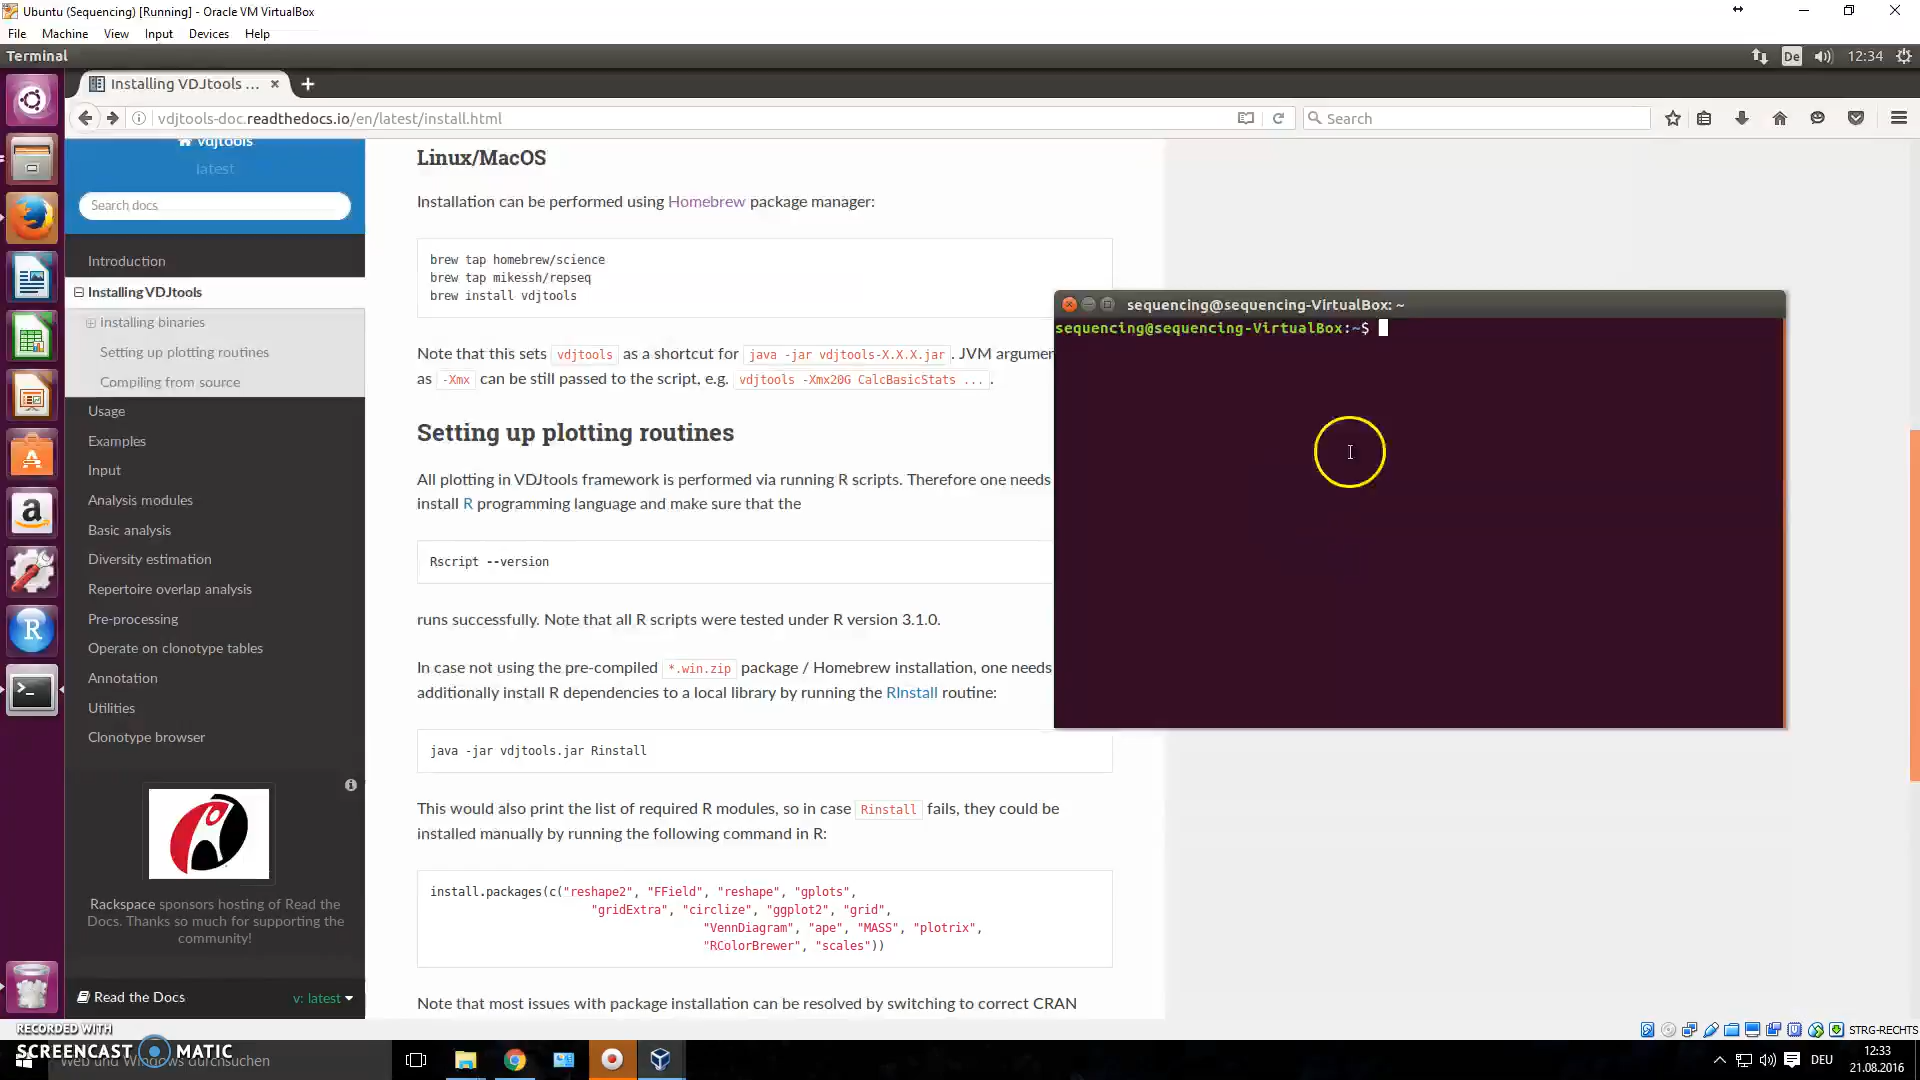 Ubuntu (Sequencing) [Running] - Oracle VM VirtualBox
File Machine View Input Devices Help
Terminal
De 12:34
Installing VDJtools ...
vdjtools-doc.readthedocs.io/en/latest/install.html
Search
vdjtools
latest
Search docs
Introduction
Installing VDJtools
Installing binaries
Setting up plotting routines
Compiling from source
Usage
Examples
Input
Analysis modules
Basic analysis
Diversity estimation
Repertoire overlap analysis
Pre-processing
Operate on clonotype tables
Annotation
Utilities
Clonotype browser
Rackspace sponsors hosting of Read the
Docs. Thanks so much for supporting the
community!
Read the Docs
v: latest
Linux/MacOS
Installation can be performed using Homebrew package manager:
brew tap homebrew/science
brew tap mikessh/repseq
brew install vdjtools
Note that this sets vdjtools as a shortcut for java -jar vdjtools-X.X.X.jar . JVM argumen
as -Xmx can be still passed to the script, e.g. vdjtools -Xmx20G CalcBasicStats ... .
Setting up plotting routines
All plotting in VDJtools framework is performed via running R scripts. Therefore one needs
install R programming language and make sure that the
Rscript --version
runs successfully. Note that all R scripts were tested under R version 3.1.0.
In case not using the pre-compiled *.win.zip package / Homebrew installation, one needs
additionally install R dependencies to a local library by running the RInstall routine:
java -jar vdjtools.jar Rinstall
This would also print the list of required R modules, so in case Rinstall fails, they could be
installed manually by running the following command in R:
install.packages(c("reshape2", "FField", "reshape", "gplots",
"gridExtra", "circlize", "ggplot2", "grid",
"VennDiagram", "ape", "MASS", "plotrix",
"RColorBrewer", "scales"))
Note that most issues with package installation can be resolved by switching to correct CRAN
sequencing@sequencing-VirtualBox: ~
sequencing@sequencing-VirtualBox:~$
STRG-RECHTS
RECORDED WITH
SCREENCAST MATIC
Web und Windows durchsuchen
DEU
12:33
21.08.2016